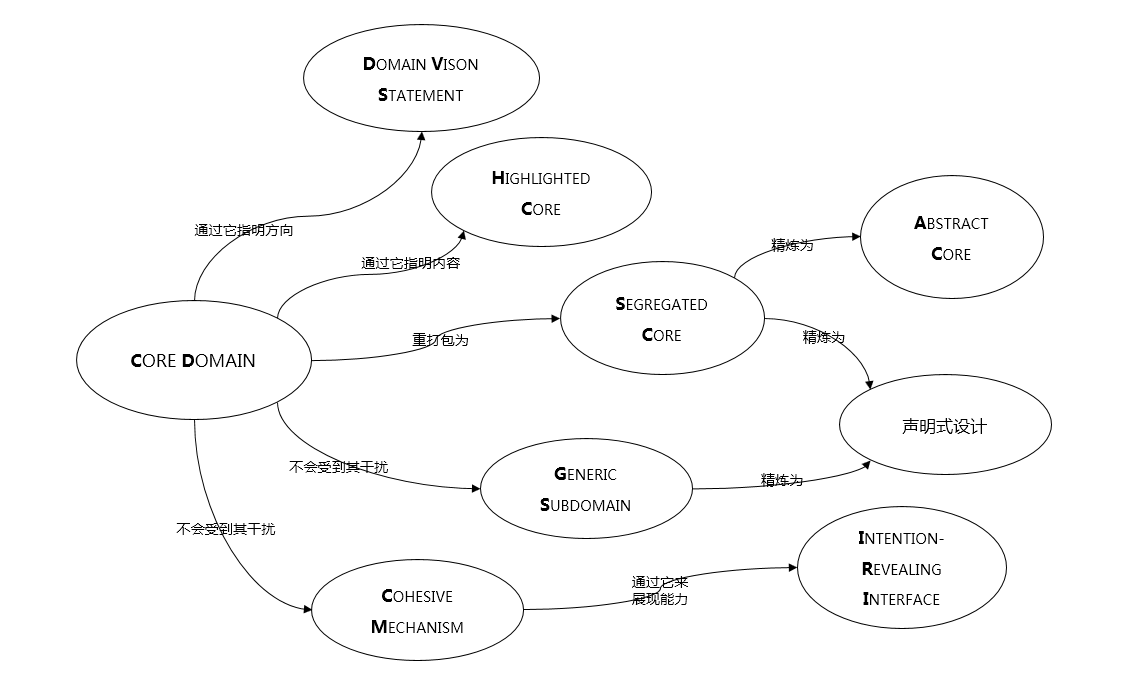 DOMAIN VISON
STATEMENT
HIGHLIGHTED
CORE
通过它指明方向
ABSTRACT
CORE
精炼为
通过它指明内容
SEGREGATED
CORE
重打包为
精炼为
CORE DOMAIN
声明式设计
不会受到其干扰
GENERIC
SUBDOMAIN
精炼为
不会受到其干扰
INTENTION-
REVEALING
INTERFACE
通过它来
展现能力
COHESIVE
MECHANISM